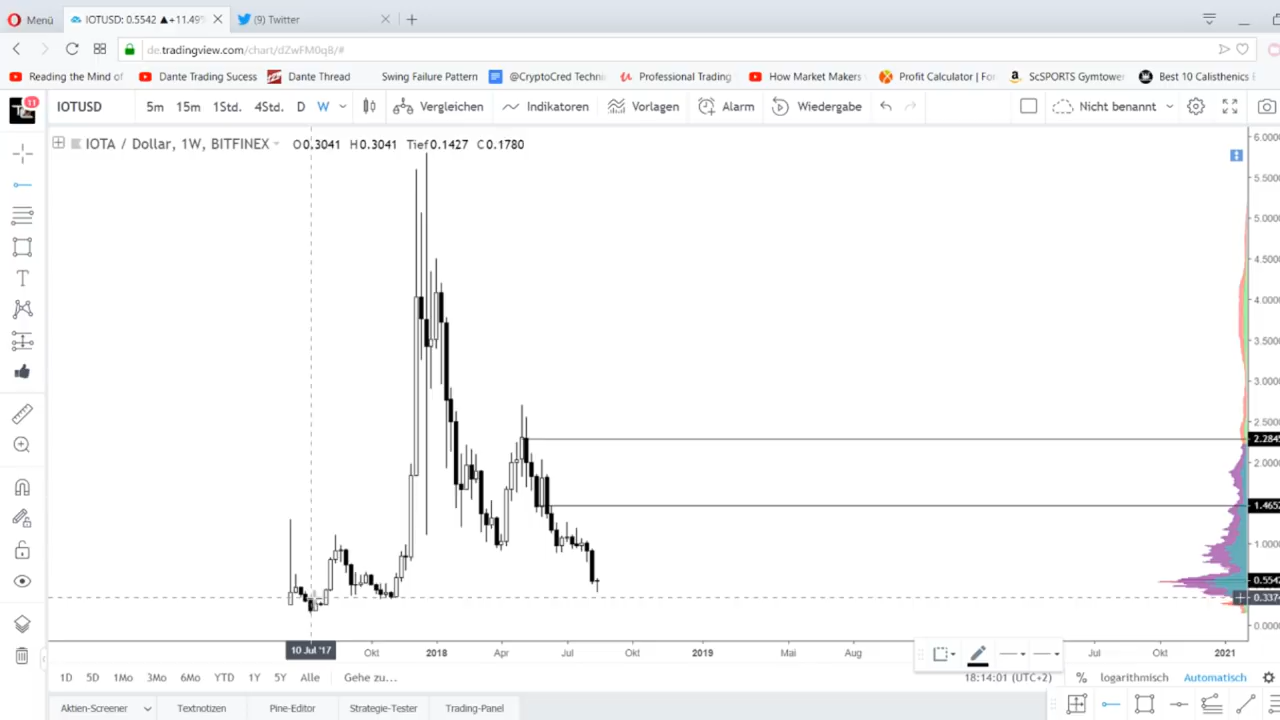 Menü IOTUSD: 0.5542 ▲+11.49% (9) Twitter
de.tradingview.com/chart/dZwFM0qB/#
Reading the Mind of Dante Trading Sucess Dante Thread Swing Failure Pattern @CryptoCred Techni Professional Trading How Market Makers Profit Calculator | For ScSPORTS Gymtower Best 10 Calisthenics E
11 IOTUSD 5m 15m 1Std. 4Std. D W Vergleichen Indikatoren Vorlagen Alarm Wiedergabe Nicht benannt
IOTA / Dollar, 1W, BITFINEX O0.3041 H0.3041 Tief0.1427 C0.1780
6.0000
5.5000
5.0000
4.5000
4.0000
3.5000
3.0000
2.5000
2.2845
2.0000
1.4652
1.0000
0.5542
0.3374
0.0000
10 Jul '17 Okt 2018 Apr Jul Okt 2019 Mai Aug Jul Okt 2021
1D 5D 1Mo 3Mo 6Mo YTD 1Y 5Y Alle Gehe zu... 18:14:01 (UTC+2) % logarithmisch Automatisch
Aktien-Screener Textnotizen Pine-Editor Strategie-Tester Trading-Panel